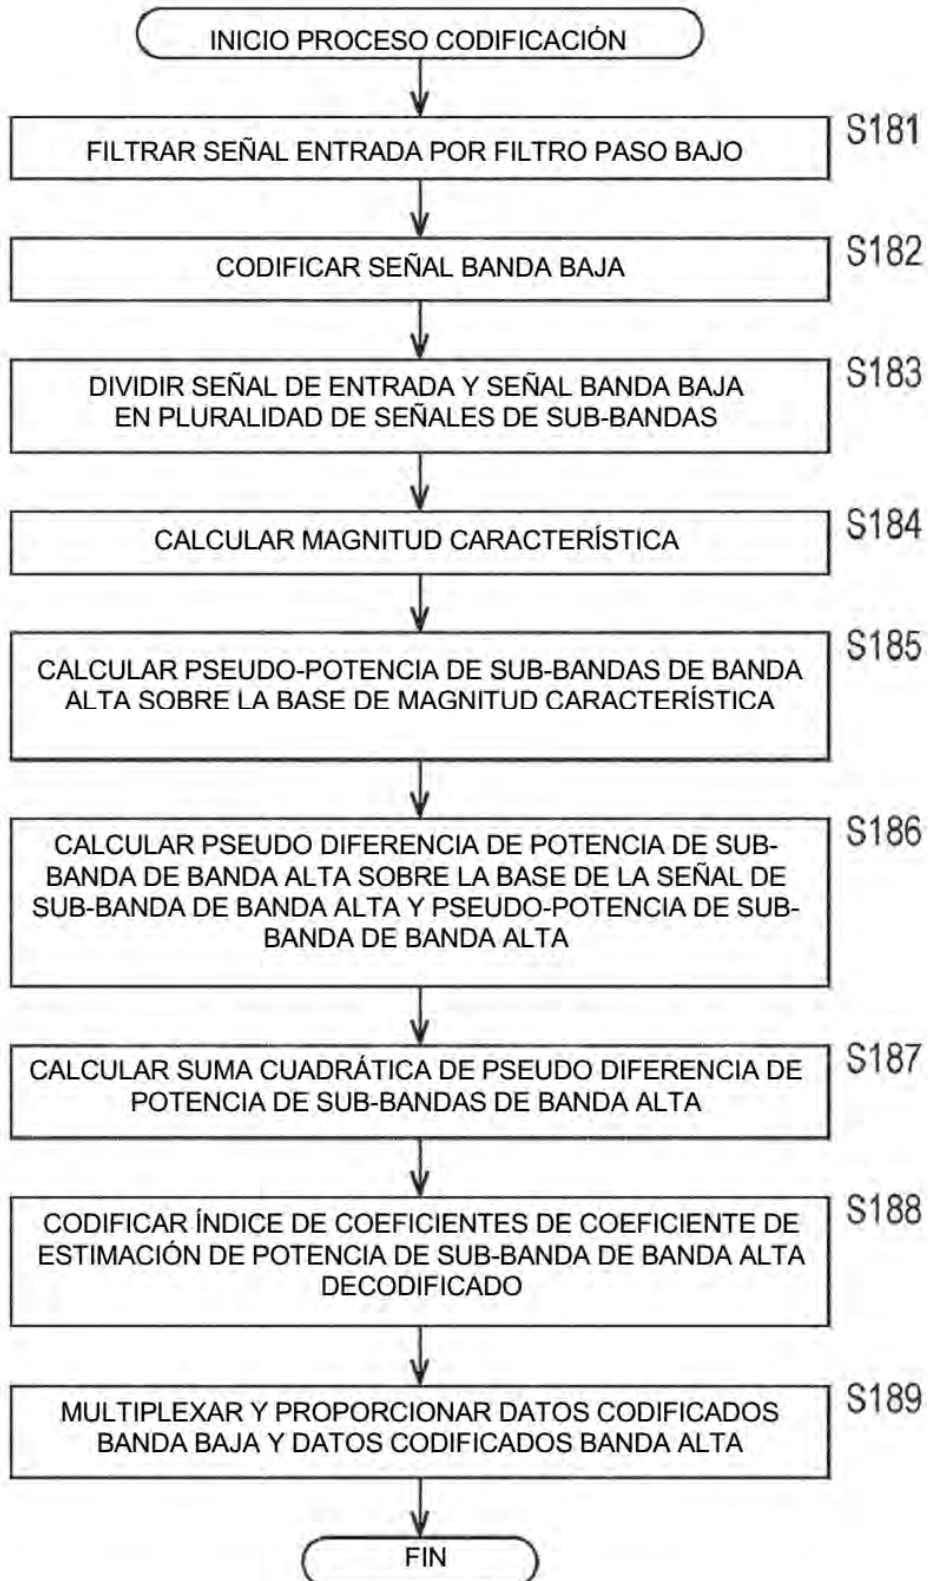 INICIO PROCESO CODIFICACIÓN
S181
FILTRAR SEÑAL ENTRADA POR FILTRO PASO BAJO
S182
CODIFICAR SEÑAL BANDA BAJA
S183
DIVIDIR SEÑAL DE ENTRADA Y SEÑAL BANDA BAJA
EN PLURALIDAD DE SEÑALES DE SUB-BANDAS
S184
CALCULAR MAGNITUD CARACTERÍSTICA
S185
CALCULAR PSEUDO-POTENCIA DE SUB-BANDAS DE BANDA
ALTA SOBRE LA BASE DE MAGNITUD CARACTERÍSTICA
S186
CALCULAR PSEUDO DIFERENCIA DE POTENCIA DE SUB-
BANDA DE BANDA ALTA SOBRE LA BASE DE LA SEÑAL DE
SUB-BANDA DE BANDA ALTA Y PSEUDO-POTENCIA DE SUB-
BANDA DE BANDA ALTA
S187
CALCULAR SUMA CUADRÁTICA DE PSEUDO DIFERENCIA DE
POTENCIA DE SUB-BANDAS DE BANDA ALTA
S188
CODIFICAR ÍNDICE DE COEFICIENTES DE COEFICIENTE DE
ESTIMACIÓN DE POTENCIA DE SUB-BANDA DE BANDA ALTA
DECODIFICADO
S189
MULTIPLEXAR Y PROPORCIONAR DATOS CODIFICADOS
BANDA BAJA Y DATOS CODIFICADOS BANDA ALTA
FIN